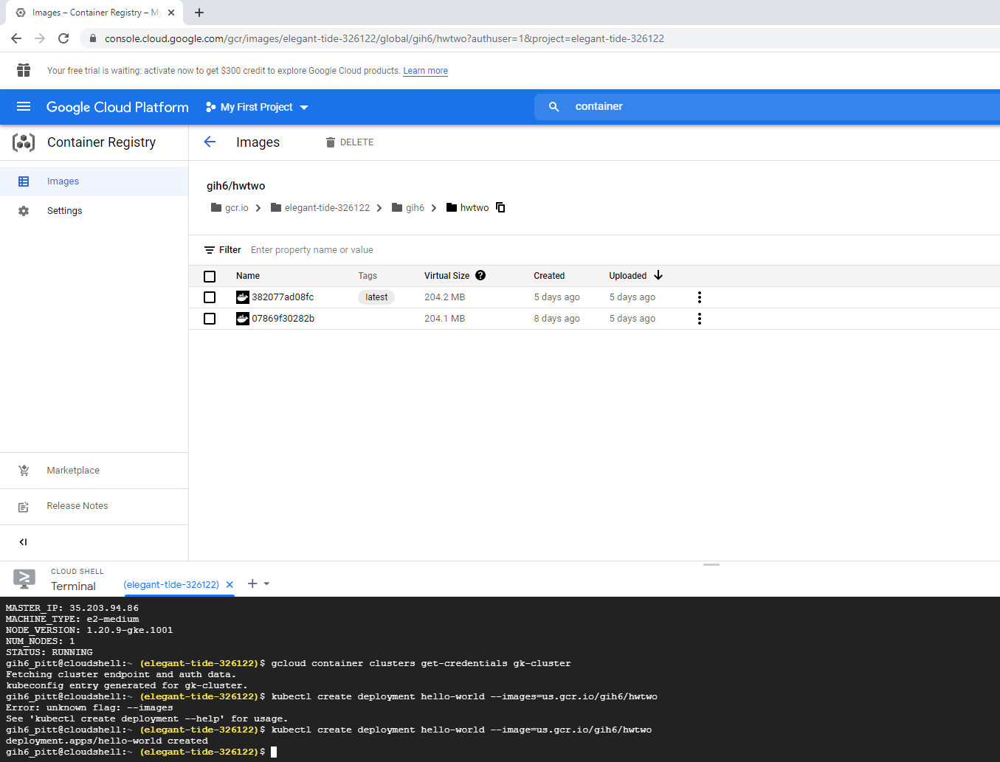 Images – Container Registry – My
console.cloud.google.com/gcr/images/elegant-tide-326122/global/gih6/hwtwo?authuser=1&project=elegant-tide-326122
Your free trial is waiting: activate now to get $300 credit to explore Google Cloud products. Learn more
Google Cloud Platform My First Project container
Container Registry Images DELETE
Images
Settings
gih6/hwtwo
gcr.io elegant-tide-326122 gih6 hwtwo
Filter Enter property name or value
Name Tags Virtual Size Created Uploaded
382077ad08fc latest 204.2 MB 5 days ago 5 days ago
07869f30282b 204.1 MB 8 days ago 5 days ago
Marketplace
Release Notes
CLOUD SHELL
Terminal (elegant-tide-326122)
MASTER_IP: 35.203.94.86
MACHINE_TYPE: e2-medium
NODE_VERSION: 1.20.9-gke.1001
NUM_NODES: 1
STATUS: RUNNING
gih6_pitt@cloudshell:~ (elegant-tide-326122)$ gcloud container clusters get-credentials gk-cluster
Fetching cluster endpoint and auth data.
kubeconfig entry generated for gk-cluster.
gih6_pitt@cloudshell:~ (elegant-tide-326122)$ kubectl create deployment hello-world --images=us.gcr.io/gih6/hwtwo
Error: unknown flag: --images
See 'kubectl create deployment --help' for usage.
gih6_pitt@cloudshell:~ (elegant-tide-326122)$ kubectl create deployment hello-world --image=us.gcr.io/gih6/hwtwo
deployment.apps/hello-world created
gih6_pitt@cloudshell:~ (elegant-tide-326122)$